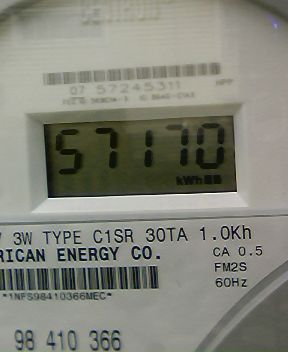 07 57245311
57170
kWh
3W TYPE C1SR 30TA 1.0Kh
RICAN ENERGY CO.
CA 0.5
FM2S
60Hz
*1NFS98410366MEC*
98 410 366